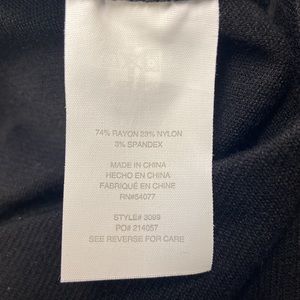 74% RAYON 23% NYLON
3% SPANDEX
MADE IN CHINA
HECHO EN CHINA
FABRIQUÉ EN CHINE
RN#54077
STYLE# 3099
PO# 214057
SEE REVERSE FOR CARE